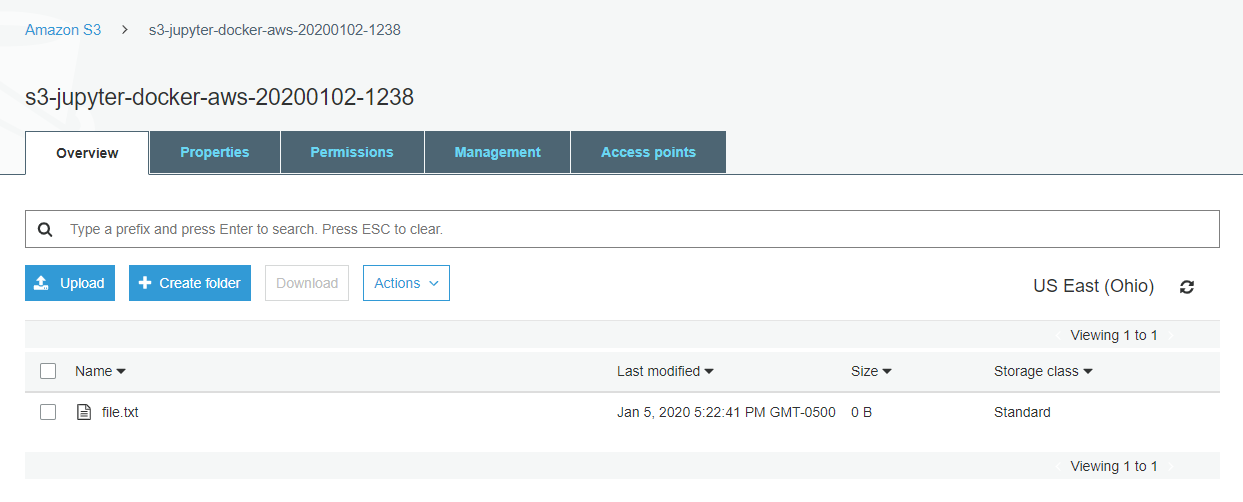 Amazon S3 > s3-jupyter-docker-aws-20200102-1238
s3-jupyter-docker-aws-20200102-1238
Overview Properties Permissions Management Access points
Type a prefix and press Enter to search. Press ESC to clear.
Upload Create folder Download Actions US East (Ohio)
Viewing 1 to 1
Name Last modified Size Storage class
file.txt Jan 5, 2020 5:22:41 PM GMT-0500 0 B Standard
Viewing 1 to 1